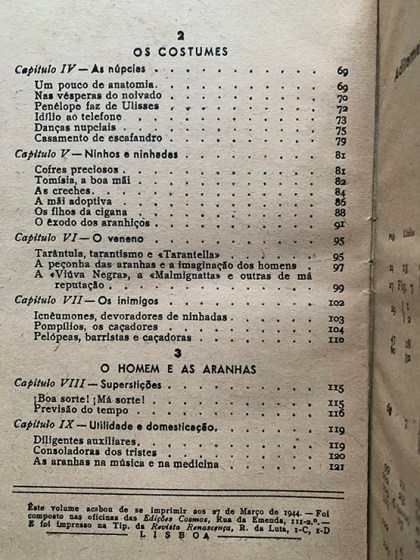 2
OS COSTUMES
Capítulo IV — As núpcias 69
Um pouco de anatomia. 69
Nas vésperas do noivado 70
Penélope faz de Ulisses 72
Idílio ao telefone 73
Danças nupciais 75
Casamento de escafandro 79
Capítulo V — Ninhos e ninhadas 81
Cofres preciosos 81
Tomísia, a boa mãi 82
As creches. 84
A mãi adoptiva 86
Os filhos da cigana 88
O êxodo dos aranhiços 91
Capítulo VI — O veneno 95
Tarântula, tarantismo e «Tarantella» 95
A peçonha das aranhas e a imaginação dos homens 97
A «Viúva Negra», a «Malmignatta» e outras de má
reputação 99
Capítulo VII — Os inimigos 102
Icnêumones, devoradores de ninhadas 103
Pompílios, os caçadores 104
Pelópeas, barristas e caçadoras 110
3
O HOMEM E AS ARANHAS
Capítulo VIII — Superstições 115
¡Boa sorte! ¡Má sorte! 115
Previsão do tempo 116
Capítulo IX — Utilidade e domesticação. 119
Diligentes auxiliares. 119
Consoladoras dos tristes 120
As aranhas na música e na medicina 121
Êste volume acabou de se imprimir aos 27 de Março de 1944. — Foi
composto nas oficinas das Edições Cosmos, Rua da Emenda, 111-2.º. —
E foi impresso na Tip. da Revista Renascença, R. da Luta, 1-C, 1-D
LISBOA